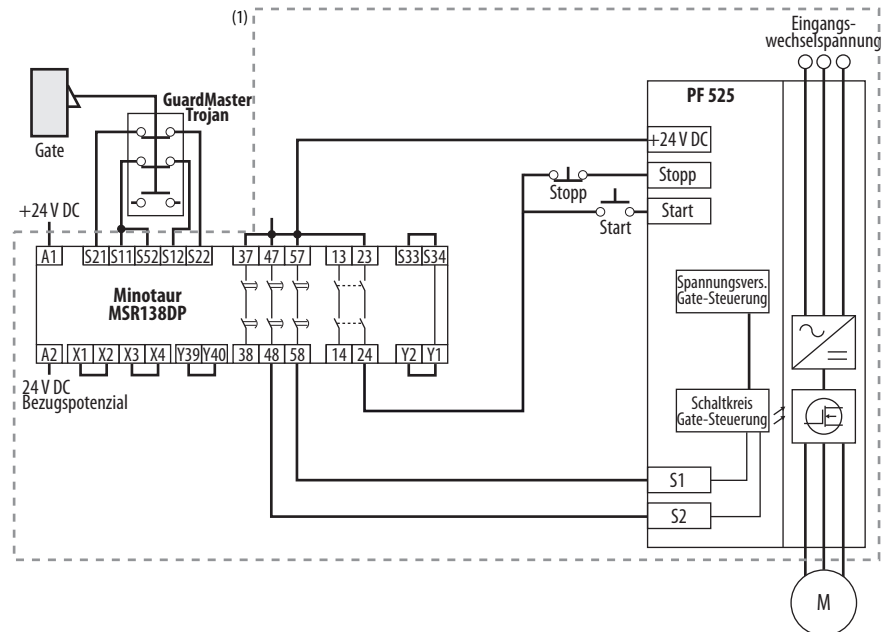 (1)
Eingangs-
wechselspannung
GuardMaster
Trojan
Gate
PF 525
+24 V DC
Stopp
Stopp
Start
Start
+24 V DC
A1 S21 S11 S52 S12 S22 37 47 57 13 23 S33 S34
Minotaur
MSR138DP
Spannungsvers.
Gate-Steuerung
A2 X1 X2 X3 X4 Y39 Y40 38 48 58 14 24 Y2 Y1
24 V DC
Bezugspotenzial
Schaltkreis
Gate-Steuerung
S1
S2
M